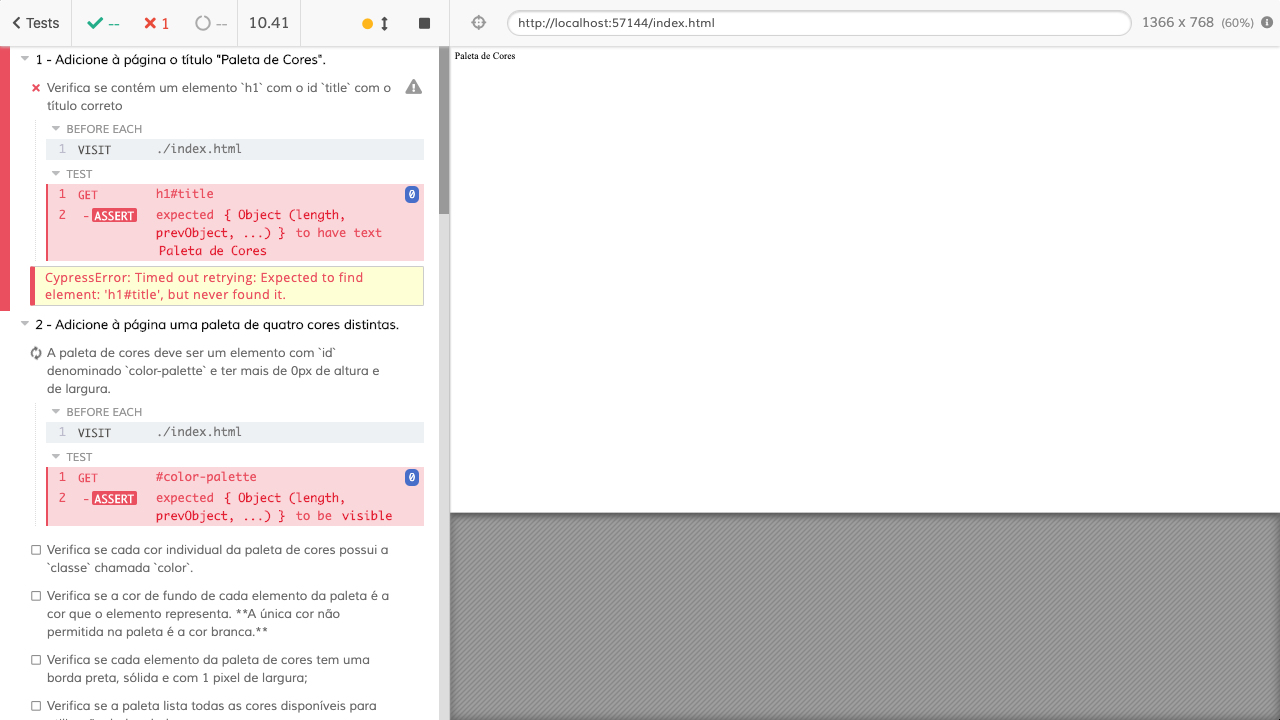 Tests
--
1
--
10.41
http://localhost:57144/index.html
1366 x 768 (60%)
1 - Adicione à página o título "Paleta de Cores".
Verifica se contém um elemento `h1` com o id `title` com o
título correto
BEFORE EACH
1 VISIT ./index.html
TEST
1 GET h1#title 0
2 - ASSERT expected { Object (length,
prevObject, ...) } to have text
Paleta de Cores
CypressError: Timed out retrying: Expected to find
element: 'h1#title', but never found it.
2 - Adicione à página uma paleta de quatro cores distintas.
A paleta de cores deve ser um elemento com `id`
denominado `color-palette` e ter mais de 0px de altura e
de largura.
BEFORE EACH
1 VISIT ./index.html
TEST
1 GET #color-palette 0
2 - ASSERT expected { Object (length,
prevObject, ...) } to be visible
Verifica se cada cor individual da paleta de cores possui a
`classe` chamada `color`.
Verifica se a cor de fundo de cada elemento da paleta é a
cor que o elemento representa. **A única cor não
permitida na paleta é a cor branca.**
Verifica se cada elemento da paleta de cores tem uma
borda preta, sólida e com 1 pixel de largura;
Verifica se a paleta lista todas as cores disponíveis para
Paleta de Cores